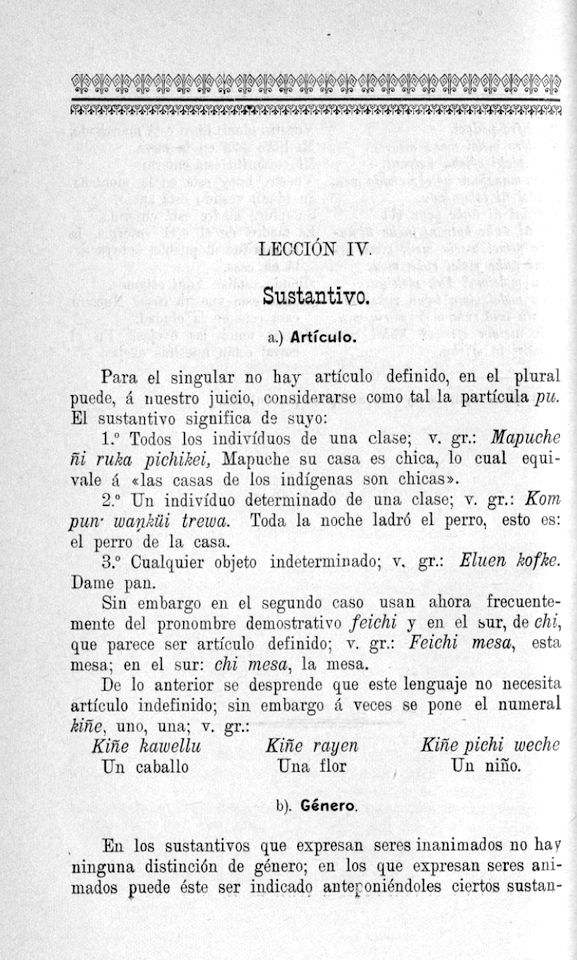 LECCIÓN IV.
Sustantivo.
a.) Artículo.
Para el singular no hay artículo definido, en el plural
puede, á nuestro juicio, considerarse como tal la partícula pu.
El sustantivo significa de suyo:
1.º Todos los indivíduos de una clase; v. gr.: Mapuche
ñi ruka pichikei, Mapuche su casa es chica, lo cual equi-
vale á «las casas de los indígenas son chicas».
2.º Un indivíduo determinado de una clase; v. gr.: Kom
pun waṇküi trewa. Toda la noche ladró el perro, esto es:
el perro de la casa.
3.º Cualquier objeto indeterminado; v. gr.: Eluen kofke.
Dame pan.
Sin embargo en el segundo caso usan ahora frecuente-
mente del pronombre demostrativo feichi y en el sur, de chi,
que parece ser artículo definido; v. gr.: Feichi mesa, esta
mesa; en el sur: chi mesa, la mesa.
De lo anterior se desprende que este lenguaje no necesita
artículo indefinido; sin embargo á veces se pone el numeral
kiñe, uno, una; v. gr.:
Kiñe kawellu Kiñe rayen Kiñe pichi weche
Un caballo Una flor Un niño.
b). Género.
En los sustantivos que expresan seres inanimados no hay
ninguna distinción de género; en los que expresan seres ani-
mados puede éste ser indicado anteponiéndoles ciertos sustan-